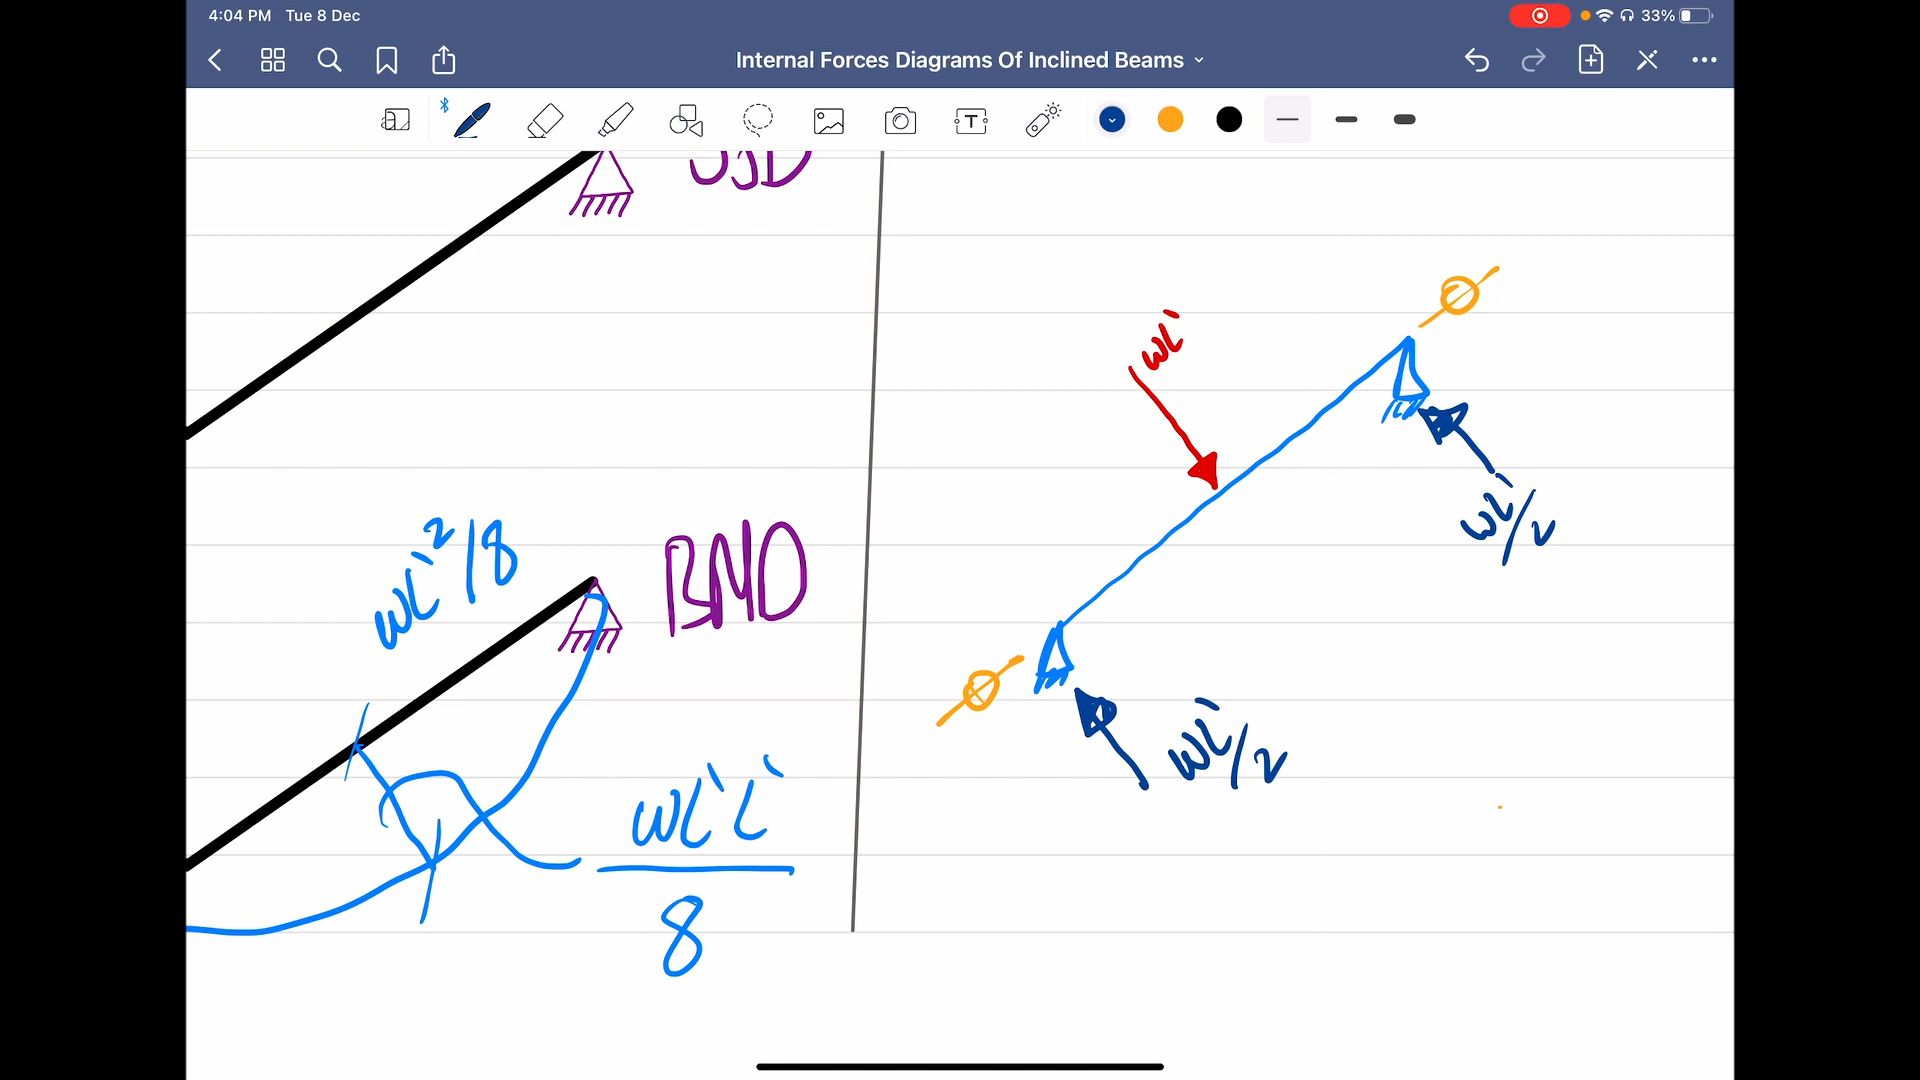 4:04 PM Tue 8 Dec
33%
Internal Forces Diagrams Of Inclined Beams
T
wL'
wL'/2
wL'²/8
BMD
wL'/2
wL'L'
8